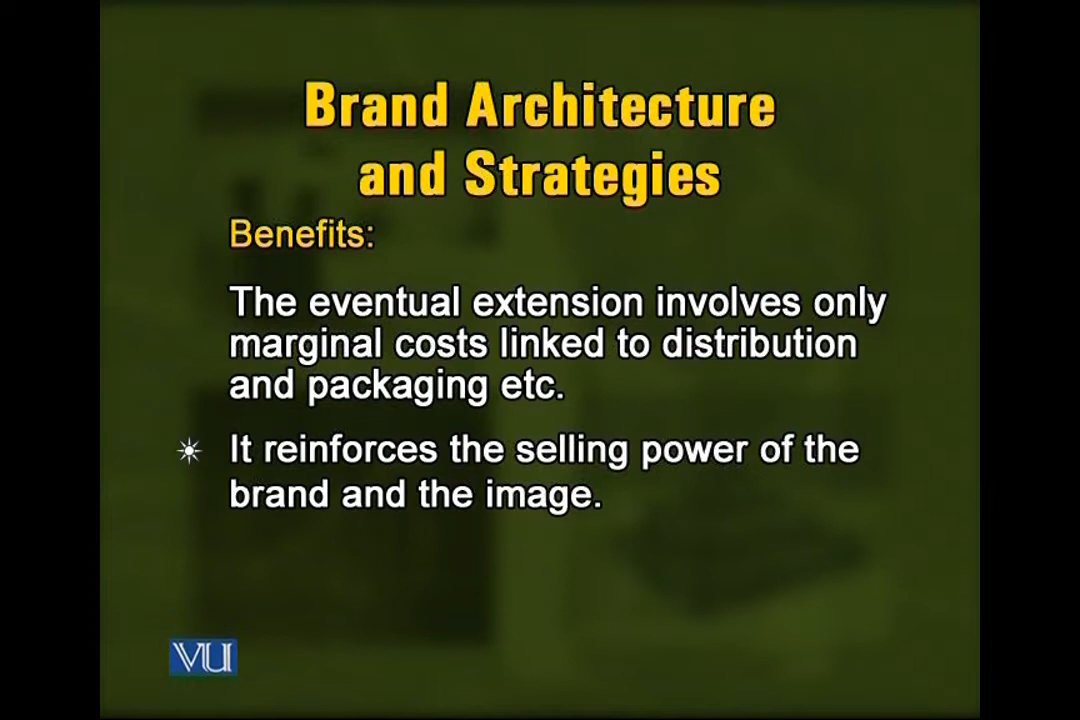 Brand Architecture
and Strategies
Benefits:
The eventual extension involves only
marginal costs linked to distribution
and packaging etc.
It reinforces the selling power of the
brand and the image.
VU